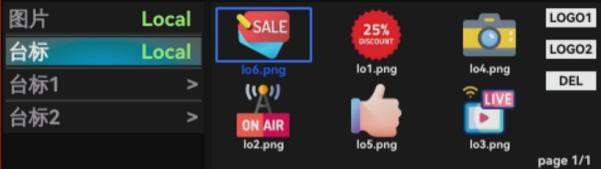 图片 Local
台标 Local
台标1 >
台标2 >
SALE
lo6.png
25%
DISCOUNT
lo1.png
lo4.png
ON AIR
lo2.png
lo5.png
LIVE
lo3.png
LOGO1
LOGO2
DEL
page 1/1